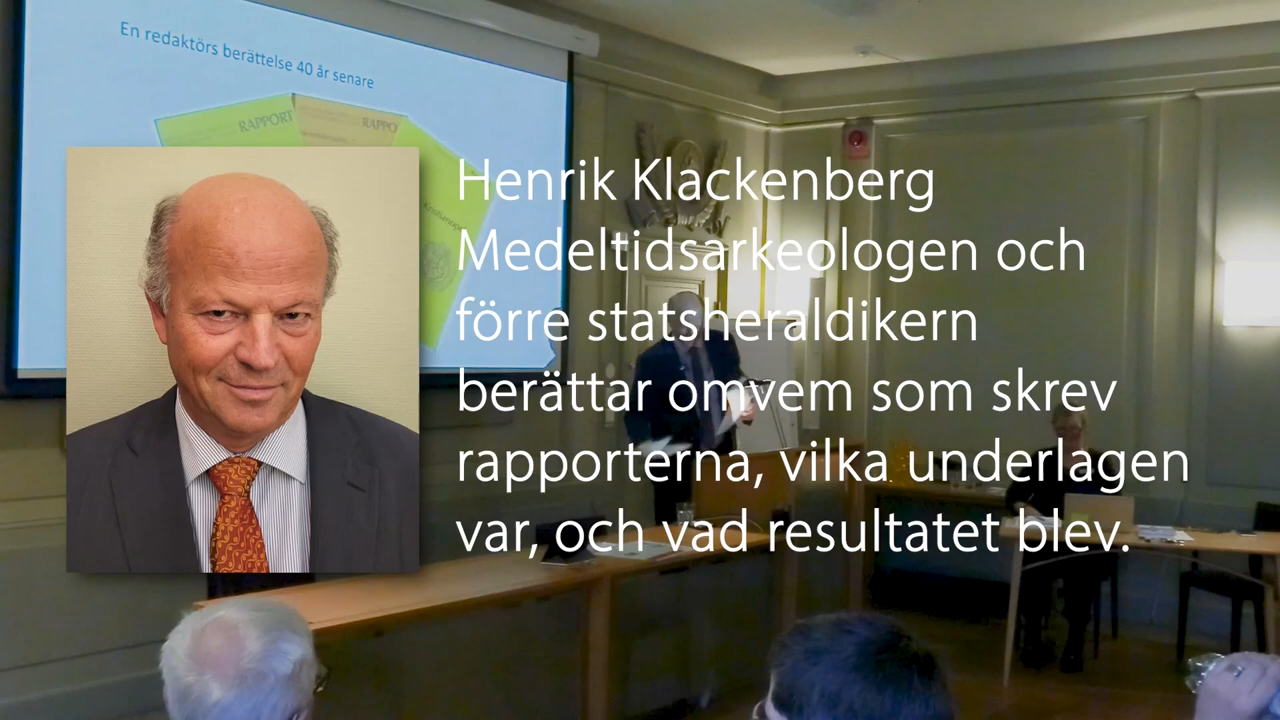 En redaktörs berättelse 40 år senare
RAPPORT
RAPPO
Henrik Klackenberg
Medeltidsarkeologen och
förre statsheraldikern
berättar omvem som skrev
rapporterna, vilka underlagen
var, och vad resultatet blev.